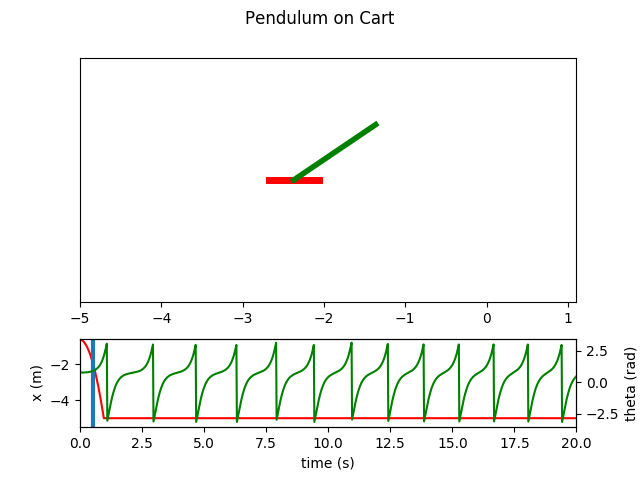 Pendulum on Cart
−5 −4 −3 −2 −1 0 1
−2
−4
x (m)
2.5
0.0
−2.5
theta (rad)
0.0 2.5 5.0 7.5 10.0 12.5 15.0 17.5 20.0
time (s)